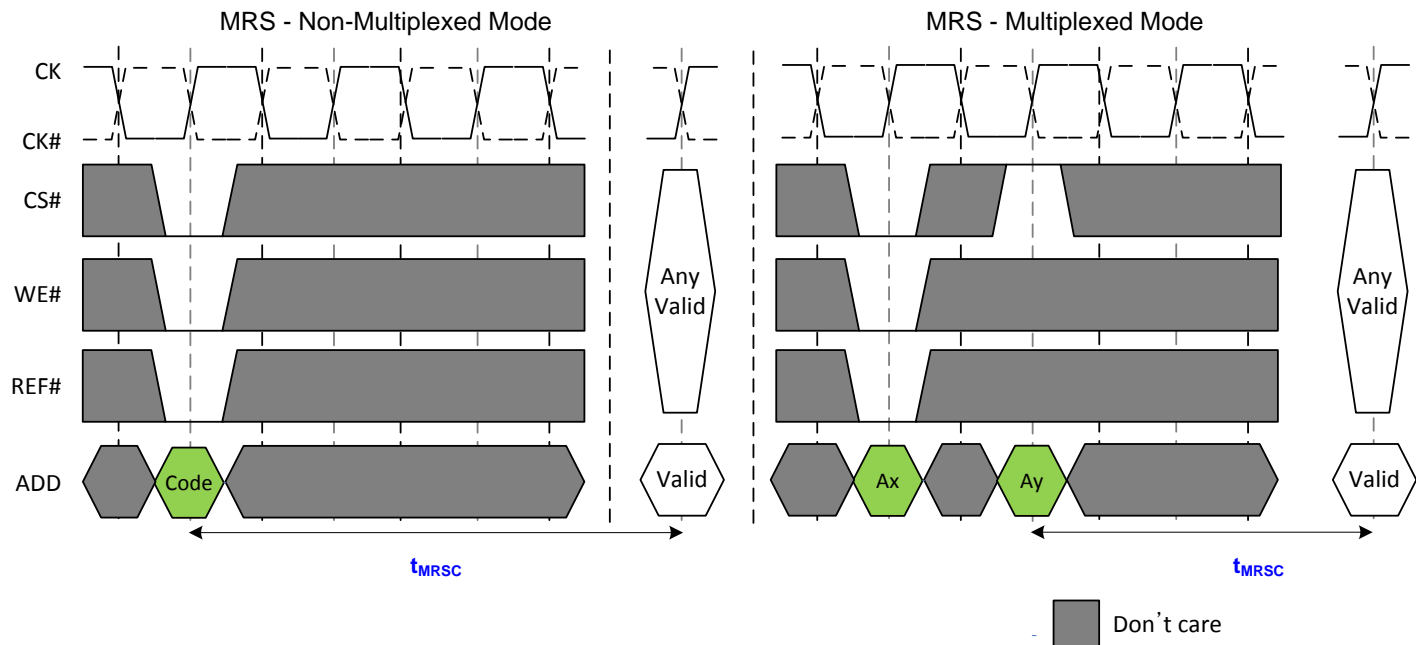 MRS - Non-Multiplexed Mode
MRS - Multiplexed Mode
CK
CK#
CS#
WE#
REF#
ADD
Any
Valid
Any
Valid
Code
Valid
Ax
Ay
Valid
tMRSC
tMRSC
Don't care